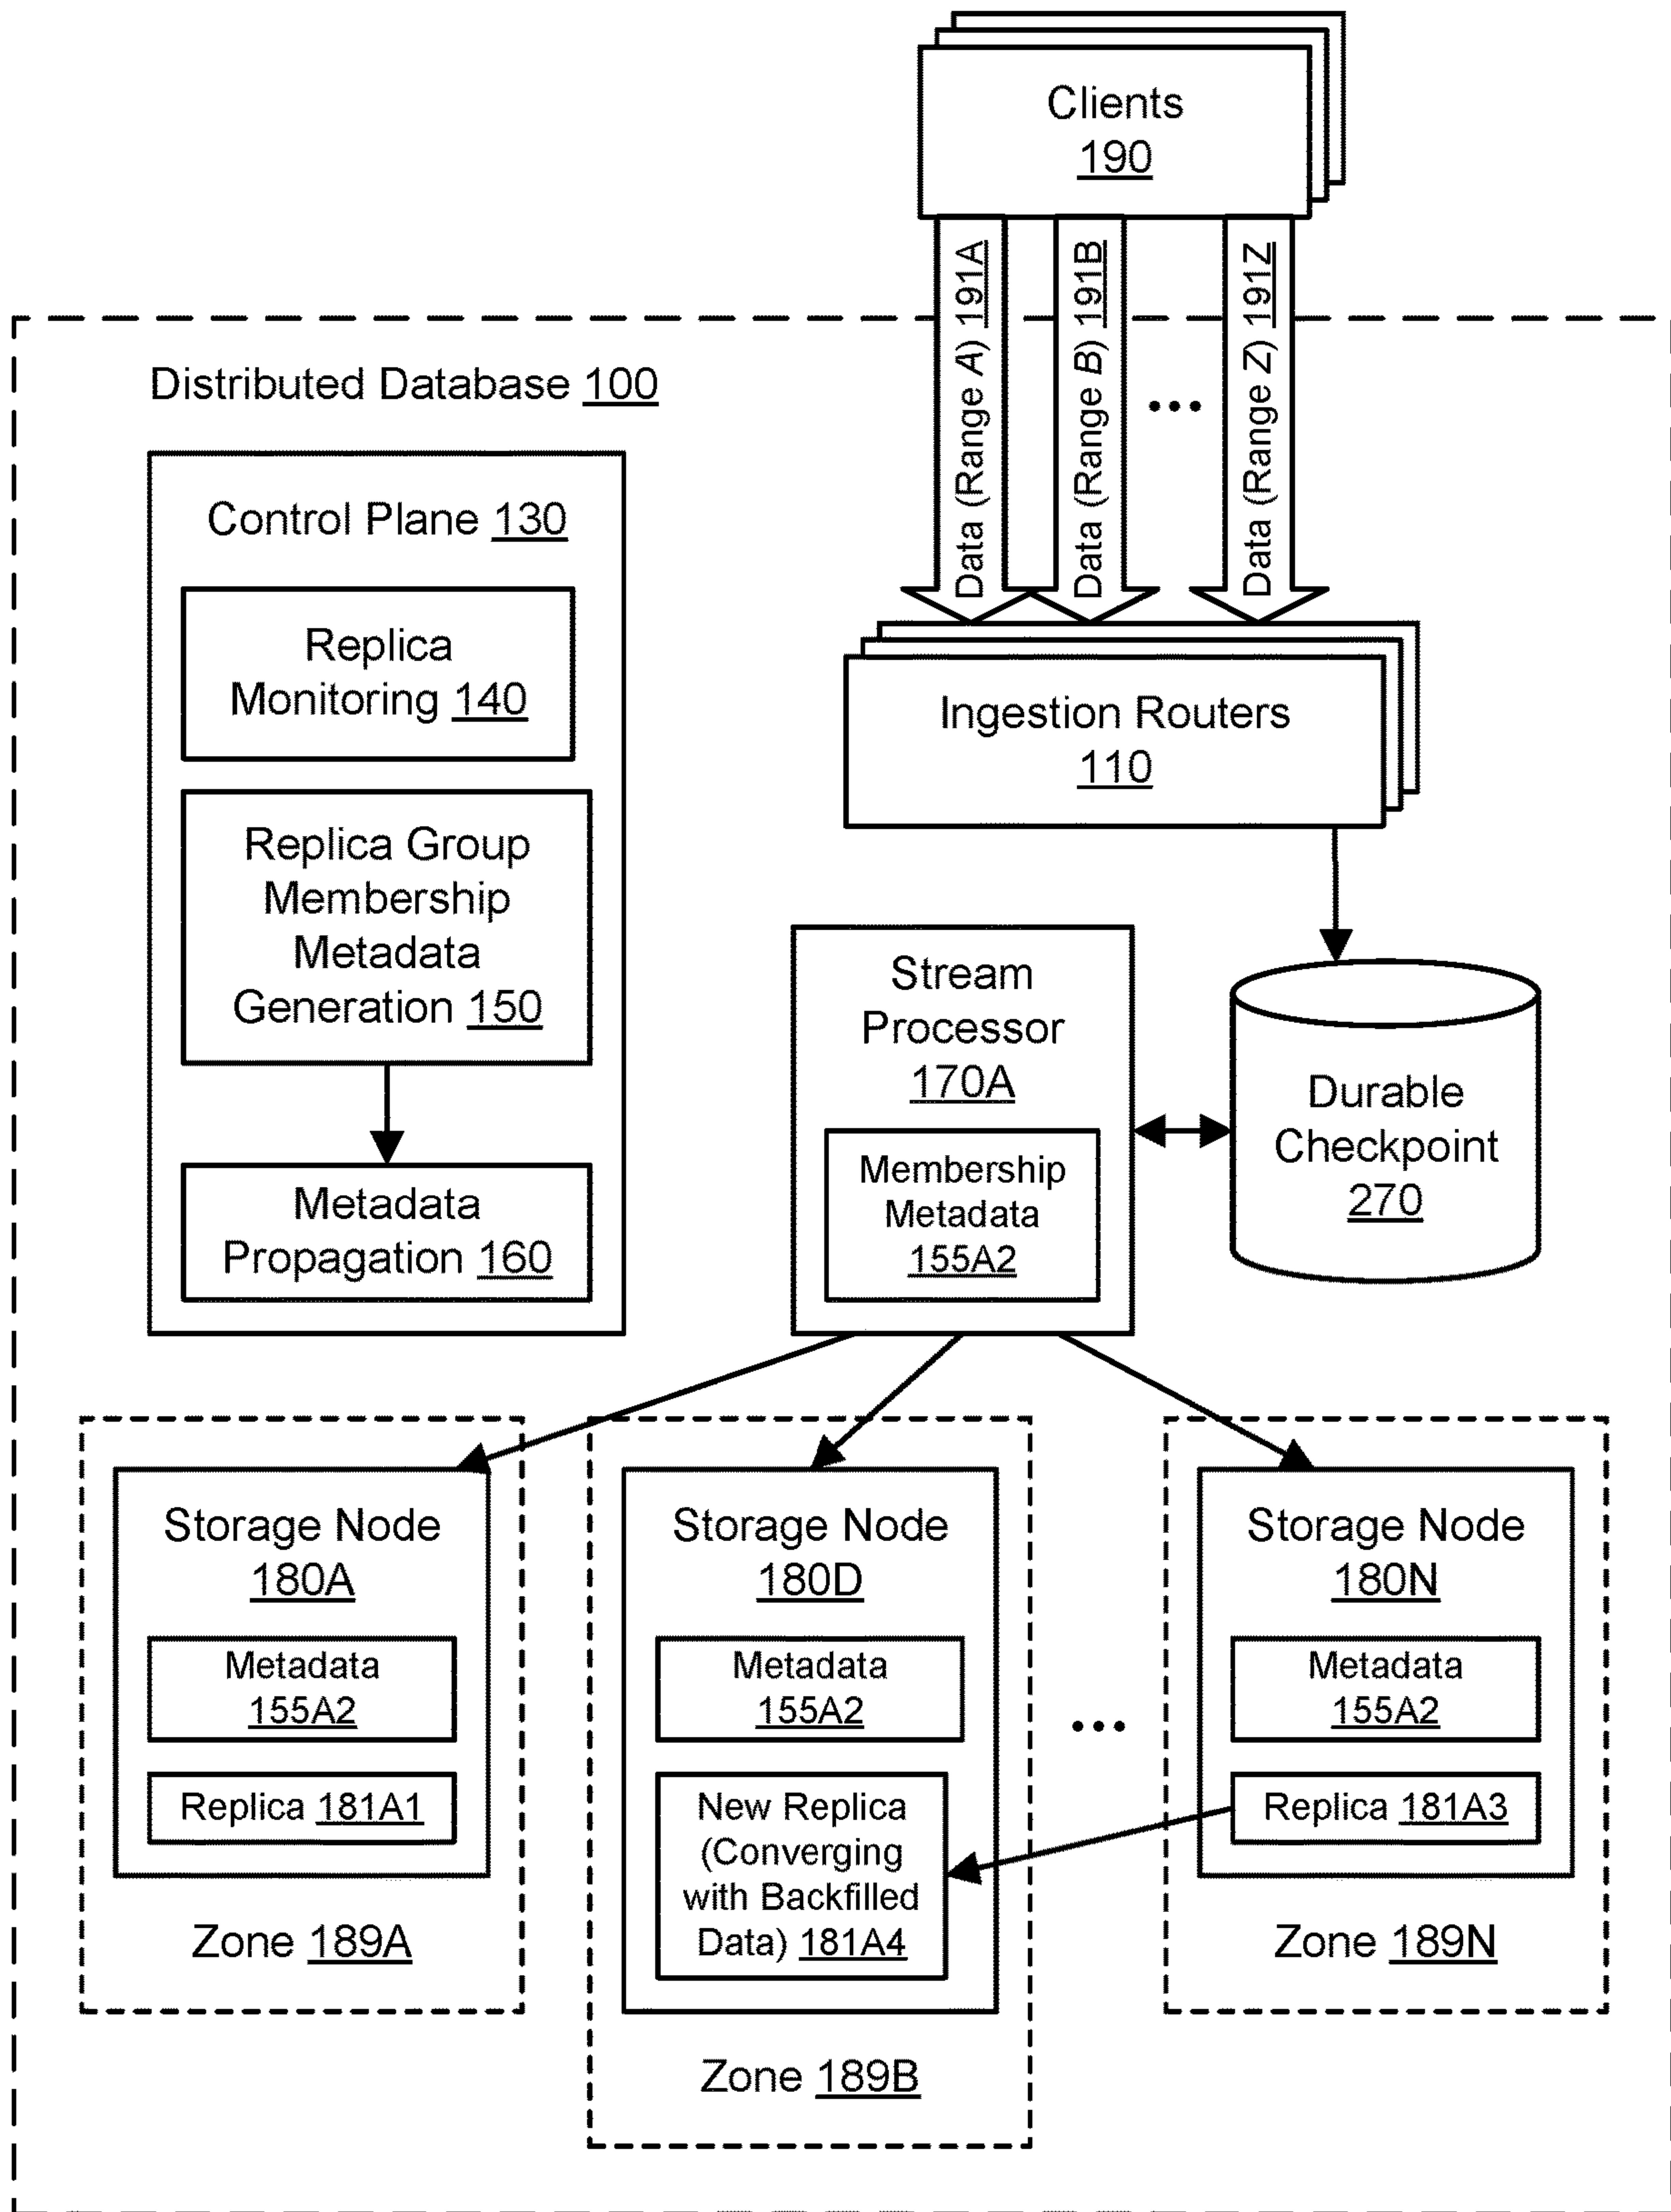 Clients
190
Data (Range A) 191A
Data (Range B) 191B
...
Data (Range Z) 191Z
Distributed Database 100
Control Plane 130
Replica
Monitoring 140
Replica Group
Membership
Metadata
Generation 150
Metadata
Propagation 160
Ingestion Routers
110
Stream
Processor
170A
Membership
Metadata
155A2
Durable
Checkpoint
270
Storage Node
180A
Metadata
155A2
Replica 181A1
Zone 189A
Storage Node
180D
Metadata
155A2
New Replica
(Converging
with Backfilled
Data) 181A4
Zone 189B
...
Storage Node
180N
Metadata
155A2
Replica 181A3
Zone 189N